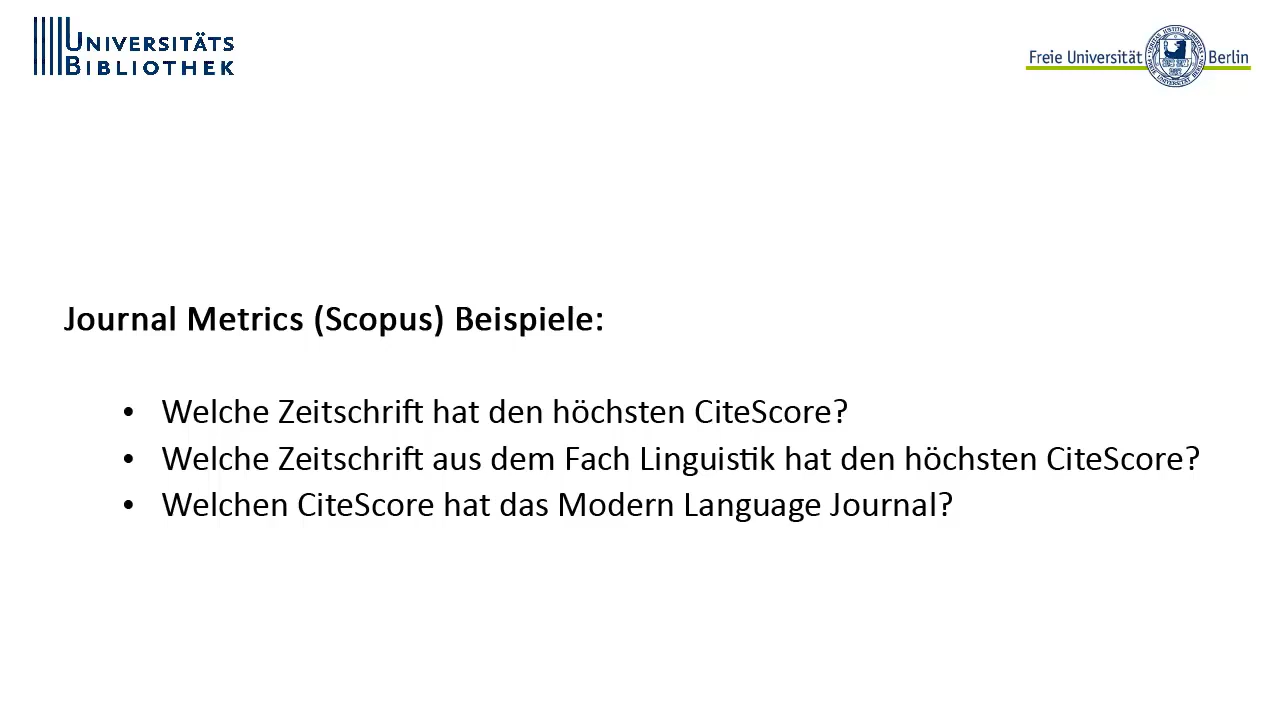 UNIVERSITÄTS
BIBLIOTHEK
Freie Universität Berlin
Journal Metrics (Scopus) Beispiele:
• Welche Zeitschrift hat den höchsten CiteScore?
• Welche Zeitschrift aus dem Fach Linguistik hat den höchsten CiteScore?
• Welchen CiteScore hat das Modern Language Journal?